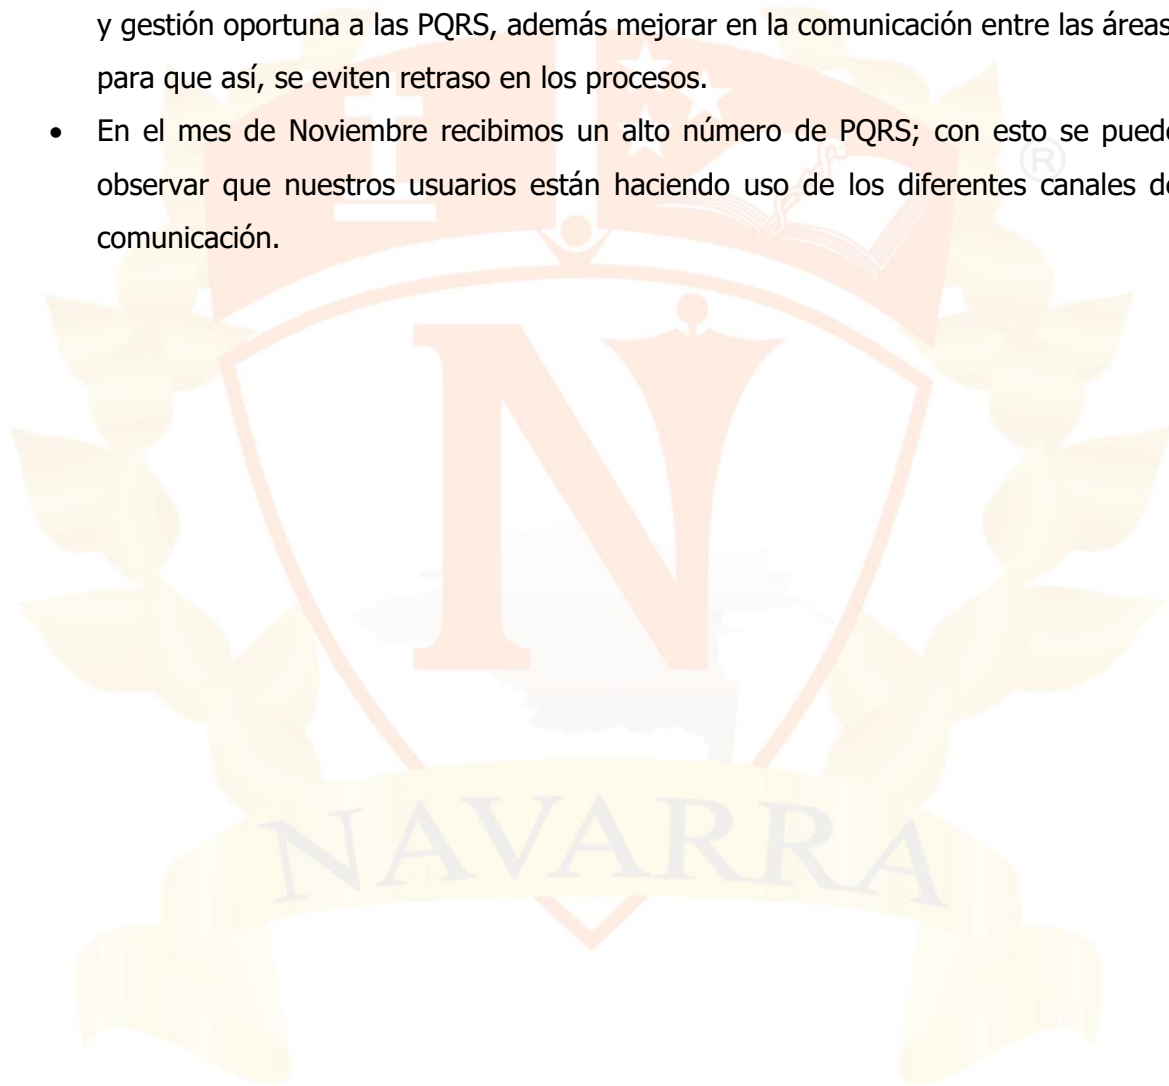 y gestión oportuna a las PQRS, además mejorar en la comunicación entre las áreas
para que así, se eviten retraso en los procesos.
• En el mes de Noviembre recibimos un alto número de PQRS; con esto se puede
observar que nuestros usuarios están haciendo uso de los diferentes canales de
comunicación.
®
N
NAVARRA